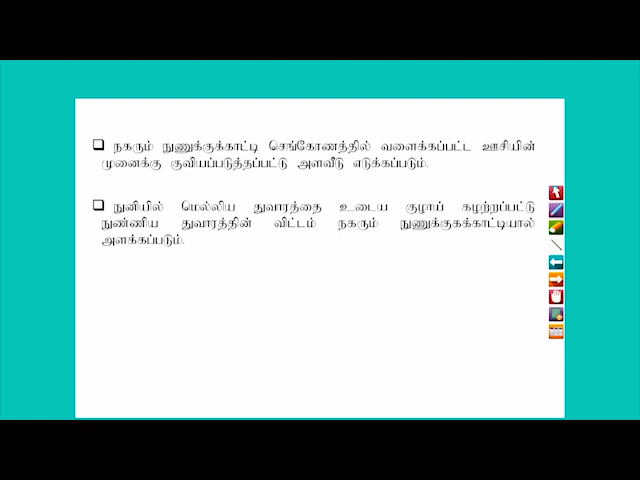 நகரும் நுணுக்குக்காட்டி செங்கோணத்தில் வளைக்கப்பட்ட ஊசியின்
முனைக்கு குவியப்படுத்தப்பட்டு அளவீடு எடுக்கப்படும்.
நுனியில் மெல்லிய துவாரத்தை உடைய குழாய் கழற்றப்பட்டு
நுண்ணிய துவாரத்தின் விட்டம் நகரும் நுணுக்குகக்காட்டியால்
அளக்கப்படும்.